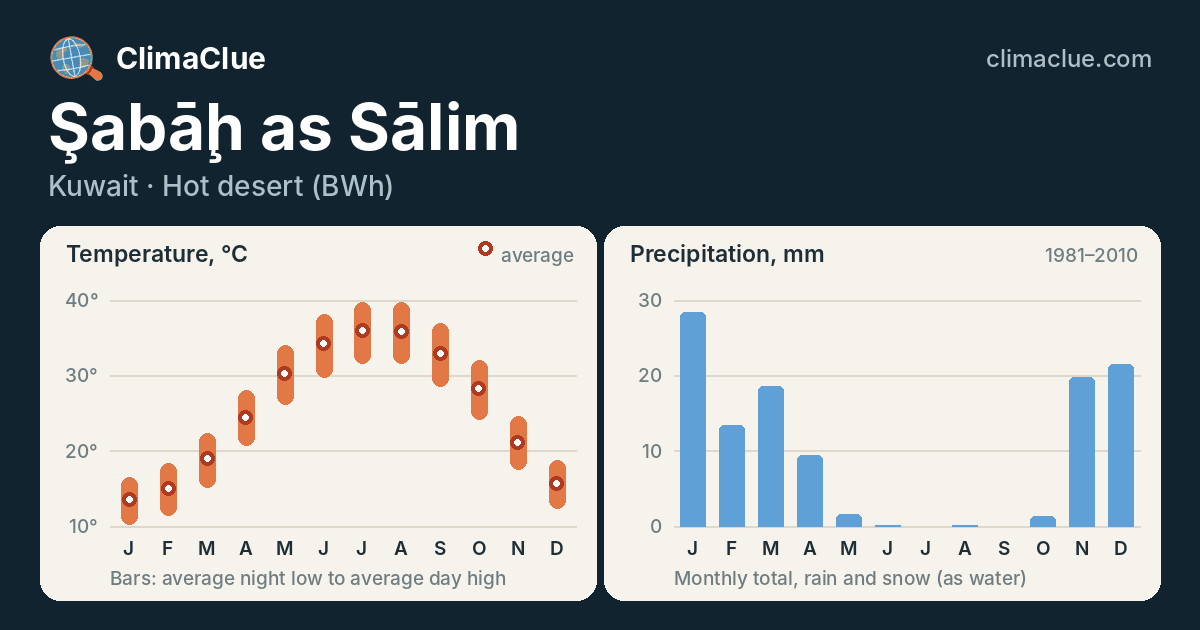 ClimaClue
climaclue.com
Şabāḩ as Sālim
Kuwait · Hot desert (BWh)
Temperature, °C
average
40°
30°
20°
10°
J F M A M J J A S O N D
Bars: average night low to average day high
Precipitation, mm
1981–2010
30
20
10
0
J F M A M J J A S O N D
Monthly total, rain and snow (as water)